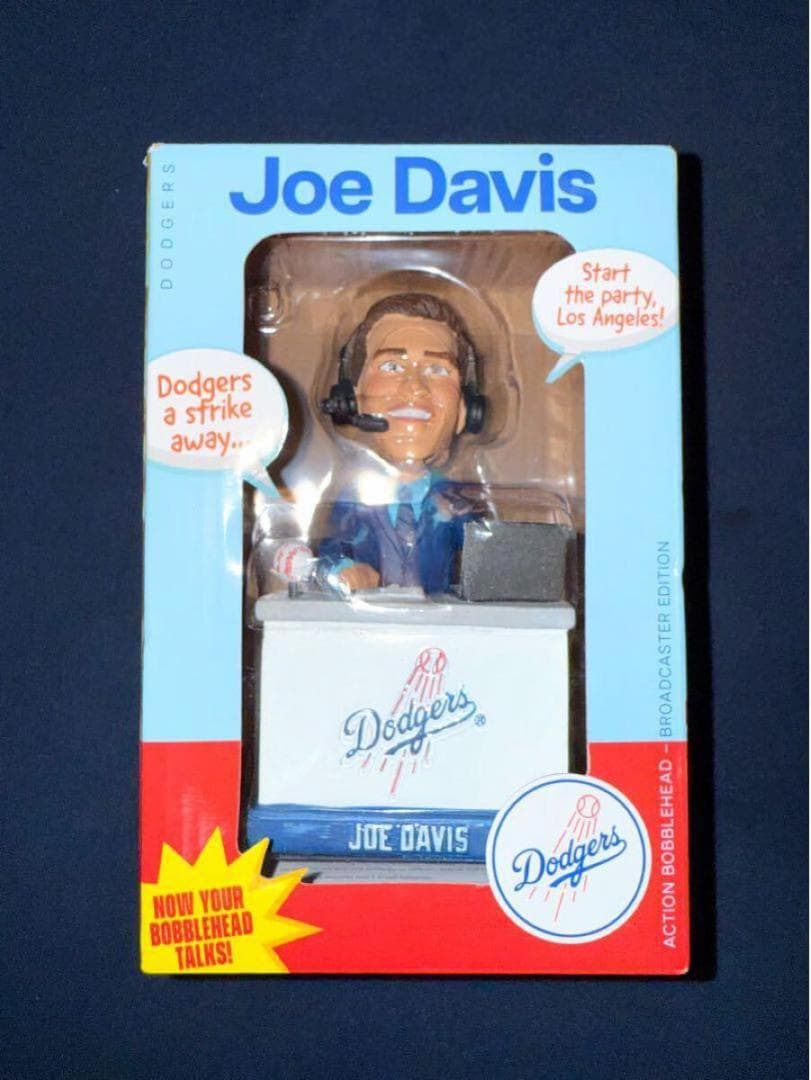 DODGERS
Joe Davis
Start
the party,
Los Angeles!
Dodgers
a strike
away...
Dodgers®
JOE DAVIS
Dodgers
NOW YOUR
BOBBLEHEAD
TALKS!
ACTION BOBBLEHEAD – BROADCASTER EDITION